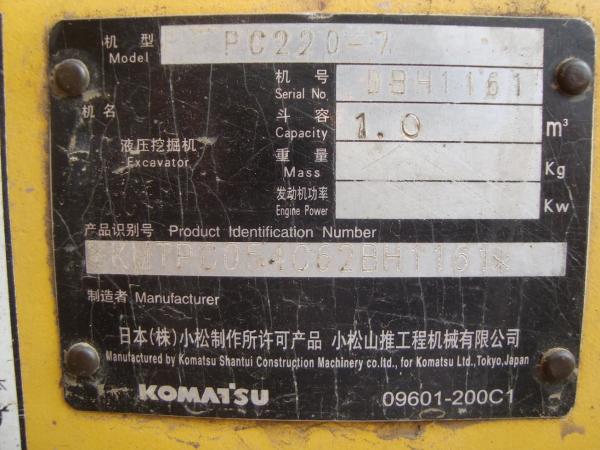 机型 PC220-7
Model
机号 DBH1161
Serial No
机名
斗容 1.0 m³
Capacity
液压挖掘机
Excavator
重量 Kg
Mass
发动机功率 Kw
Engine Power
产品识别号 Product Identification Number
*KMTPC054C62BH1161*
制造者 Manufacturer
日本(株)小松制作所许可产品 小松山推工程机械有限公司
Manufactured by Komatsu Shantui Construction Machinery co.ltd., for Komatsu Ltd.,Tokyo,Japan
KOMATSU 09601-200C1